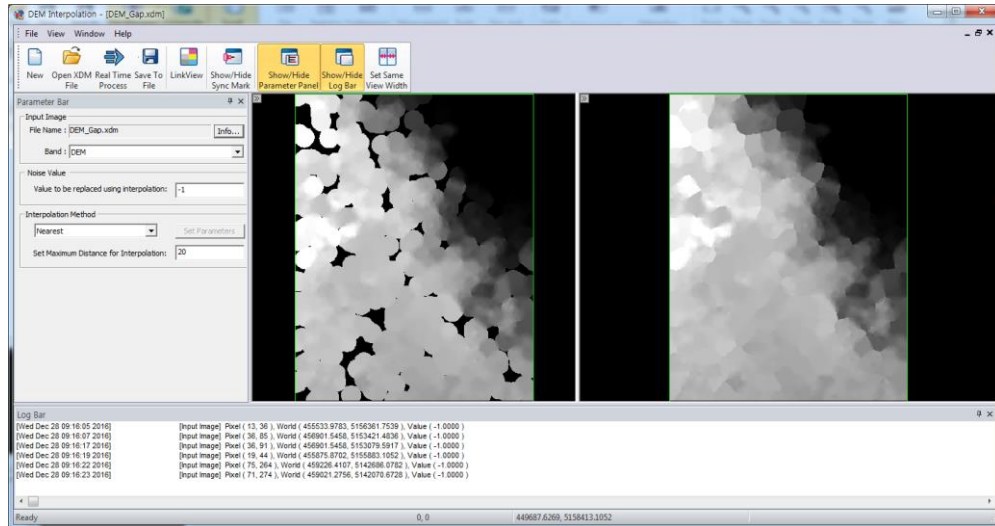 DEM Interpolation - [DEM_Gap.xdm]
File View Window Help
New Open XDM File Real Time Process Save To File LinkView Show/Hide Sync Mark Show/Hide Parameter Panel Show/Hide Log Bar Set Same View Width
Parameter Bar
Input Image
File Name : DEM_Gap.xdm Info...
Band : DEM
Noise Value
Value to be replaced using interpolation: -1
Interpolation Method
Nearest Set Parameters
Set Maximum Distance for Interpolation: 20
Log Bar
[Wed Dec 28 09:16:05 2016] [Input Image] Pixel ( 13, 36 ), World ( 455533.9783, 5156361.7539 ), Value ( -1.0000 )
[Wed Dec 28 09:16:07 2016] [Input Image] Pixel ( 36, 85 ), World ( 456901.5458, 5153421.4836 ), Value ( -1.0000 )
[Wed Dec 28 09:16:17 2016] [Input Image] Pixel ( 36, 91 ), World ( 456901.5458, 5153079.5917 ), Value ( -1.0000 )
[Wed Dec 28 09:16:19 2016] [Input Image] Pixel ( 19, 44 ), World ( 455875.8702, 5155883.1052 ), Value ( -1.0000 )
[Wed Dec 28 09:16:22 2016] [Input Image] Pixel ( 75, 264 ), World ( 459226.4107, 5142686.0782 ), Value ( -1.0000 )
[Wed Dec 28 09:16:23 2016] [Input Image] Pixel ( 71, 274 ), World ( 459021.2756, 5142070.6728 ), Value ( -1.0000 )
Ready 0, 0 449687.6269, 5158413.1052